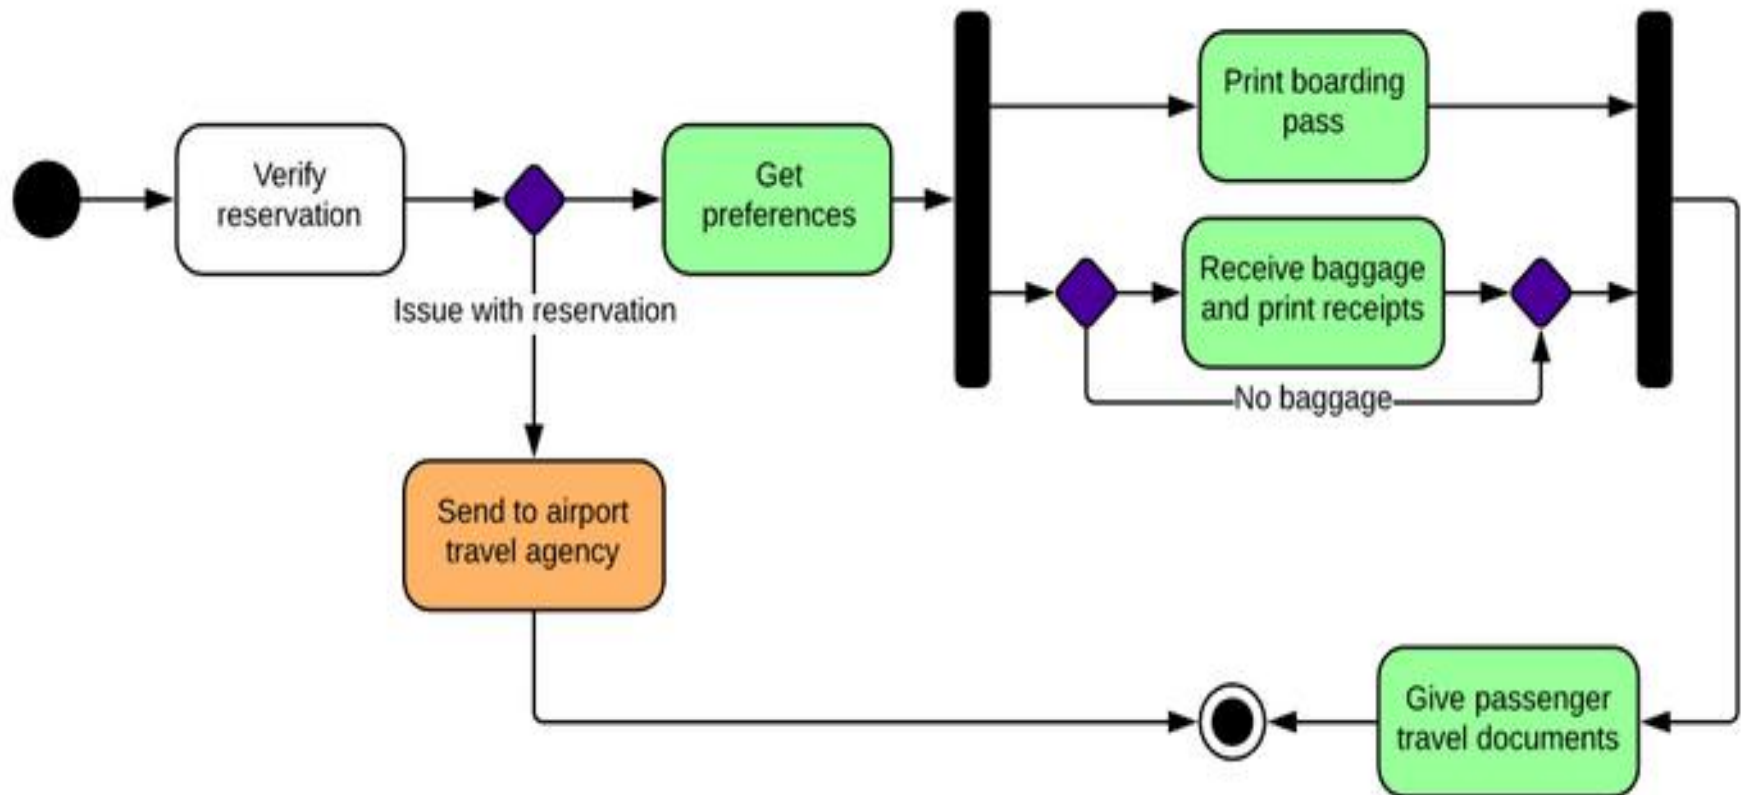 Verify
reservation
Get
preferences
Print boarding
pass
Receive baggage
and print receipts
Issue with reservation
No baggage
Send to airport
travel agency
Give passenger
travel documents